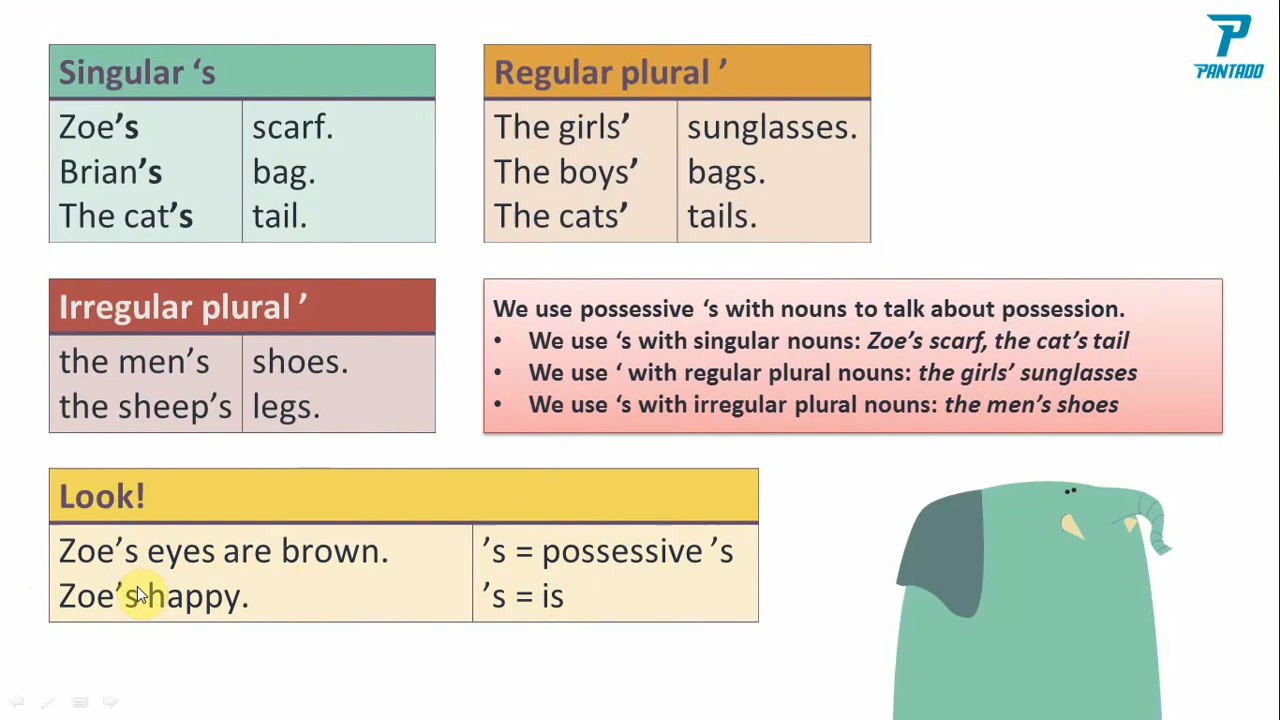 PANTADO
Singular ‘s
Zoe’s scarf.
Brian’s bag.
The cat’s tail.
Regular plural ’
The girls’ sunglasses.
The boys’ bags.
The cats’ tails.
Irregular plural ’
the men’s shoes.
the sheep’s legs.
We use possessive ‘s with nouns to talk about possession.
• We use ‘s with singular nouns: Zoe’s scarf, the cat’s tail
• We use ‘ with regular plural nouns: the girls’ sunglasses
• We use ‘s with irregular plural nouns: the men’s shoes
Look!
Zoe’s eyes are brown. ’s = possessive ’s
Zoe’s happy. ’s = is